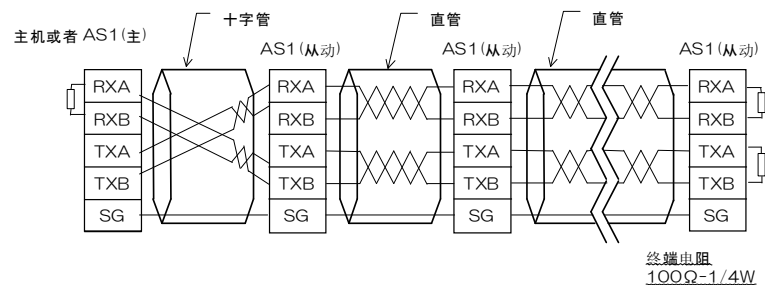 十字管
直管
直管
主机或者 AS1(主)
AS1(从动)
AS1(从动)
AS1(从动)
RXA
RXB
TXA
TXB
SG
RXA
RXB
TXA
TXB
SG
RXA
RXB
TXA
TXB
SG
RXA
RXB
TXA
TXB
SG
终端电阻
100Ω-1/4W